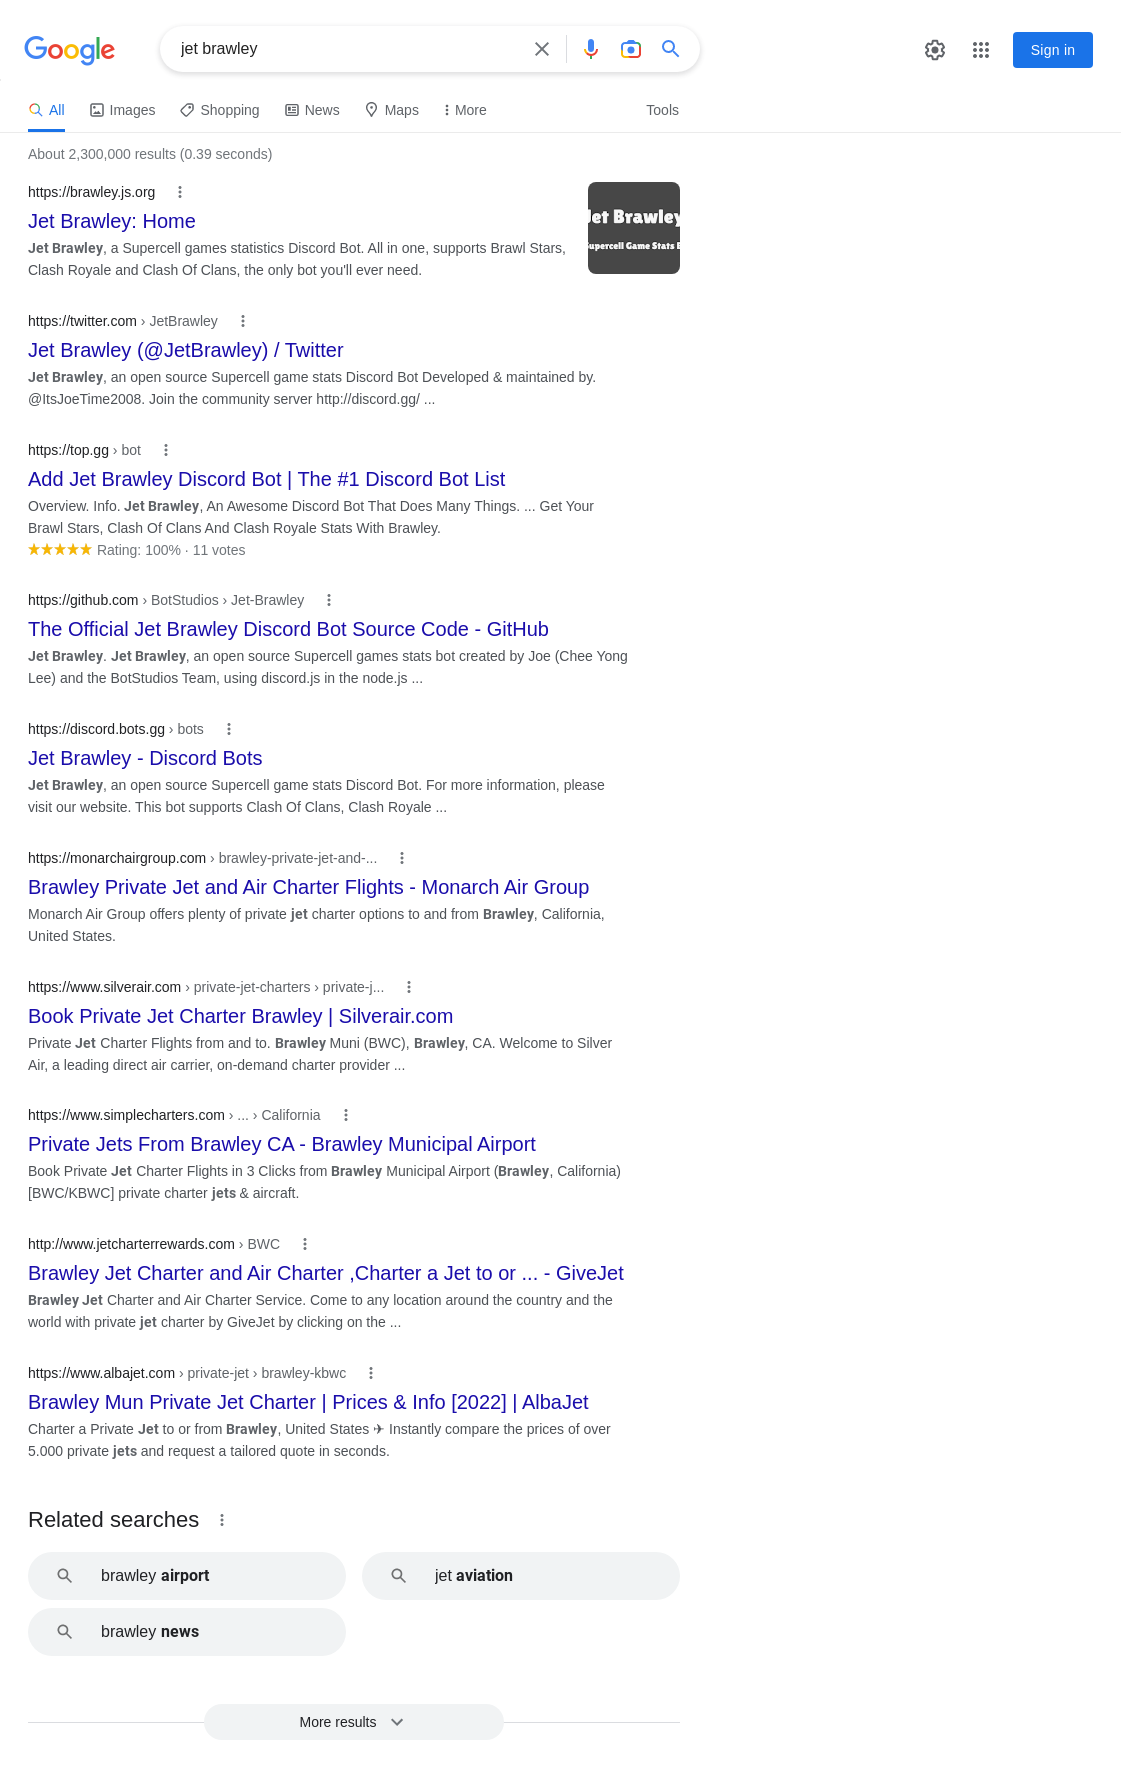 Google
jet brawley
Sign in
All
Images
Shopping
News
Maps
More
Tools
About 2,300,000 results (0.39 seconds)
https://brawley.js.org
Jet Brawley: Home
Jet Brawley, a Supercell games statistics Discord Bot. All in one, supports Brawl Stars,
Clash Royale and Clash Of Clans, the only bot you'll ever need.
Jet Brawley
Supercell Game Stats B
https://twitter.com › JetBrawley
Jet Brawley (@JetBrawley) / Twitter
Jet Brawley, an open source Supercell game stats Discord Bot Developed & maintained by.
@ItsJoeTime2008. Join the community server http://discord.gg/ ...
https://top.gg › bot
Add Jet Brawley Discord Bot | The #1 Discord Bot List
Overview. Info. Jet Brawley, An Awesome Discord Bot That Does Many Things. ... Get Your
Brawl Stars, Clash Of Clans And Clash Royale Stats With Brawley.
Rating: 100% · 11 votes
https://github.com › BotStudios › Jet-Brawley
The Official Jet Brawley Discord Bot Source Code - GitHub
Jet Brawley. Jet Brawley, an open source Supercell games stats bot created by Joe (Chee Yong
Lee) and the BotStudios Team, using discord.js in the node.js ...
https://discord.bots.gg › bots
Jet Brawley - Discord Bots
Jet Brawley, an open source Supercell game stats Discord Bot. For more information, please
visit our website. This bot supports Clash Of Clans, Clash Royale ...
https://monarchairgroup.com › brawley-private-jet-and-...
Brawley Private Jet and Air Charter Flights - Monarch Air Group
Monarch Air Group offers plenty of private jet charter options to and from Brawley, California,
United States.
https://www.silverair.com › private-jet-charters › private-j...
Book Private Jet Charter Brawley | Silverair.com
Private Jet Charter Flights from and to. Brawley Muni (BWC), Brawley, CA. Welcome to Silver
Air, a leading direct air carrier, on-demand charter provider ...
https://www.simplecharters.com › ... › California
Private Jets From Brawley CA - Brawley Municipal Airport
Book Private Jet Charter Flights in 3 Clicks from Brawley Municipal Airport (Brawley, California)
[BWC/KBWC] private charter jets & aircraft.
http://www.jetcharterrewards.com › BWC
Brawley Jet Charter and Air Charter ,Charter a Jet to or ... - GiveJet
Brawley Jet Charter and Air Charter Service. Come to any location around the country and the
world with private jet charter by GiveJet by clicking on the ...
https://www.albajet.com › private-jet › brawley-kbwc
Brawley Mun Private Jet Charter | Prices & Info [2022] | AlbaJet
Charter a Private Jet to or from Brawley, United States ✈ Instantly compare the prices of over
5.000 private jets and request a tailored quote in seconds.
Related searches
brawley airport
jet aviation
brawley news
More results